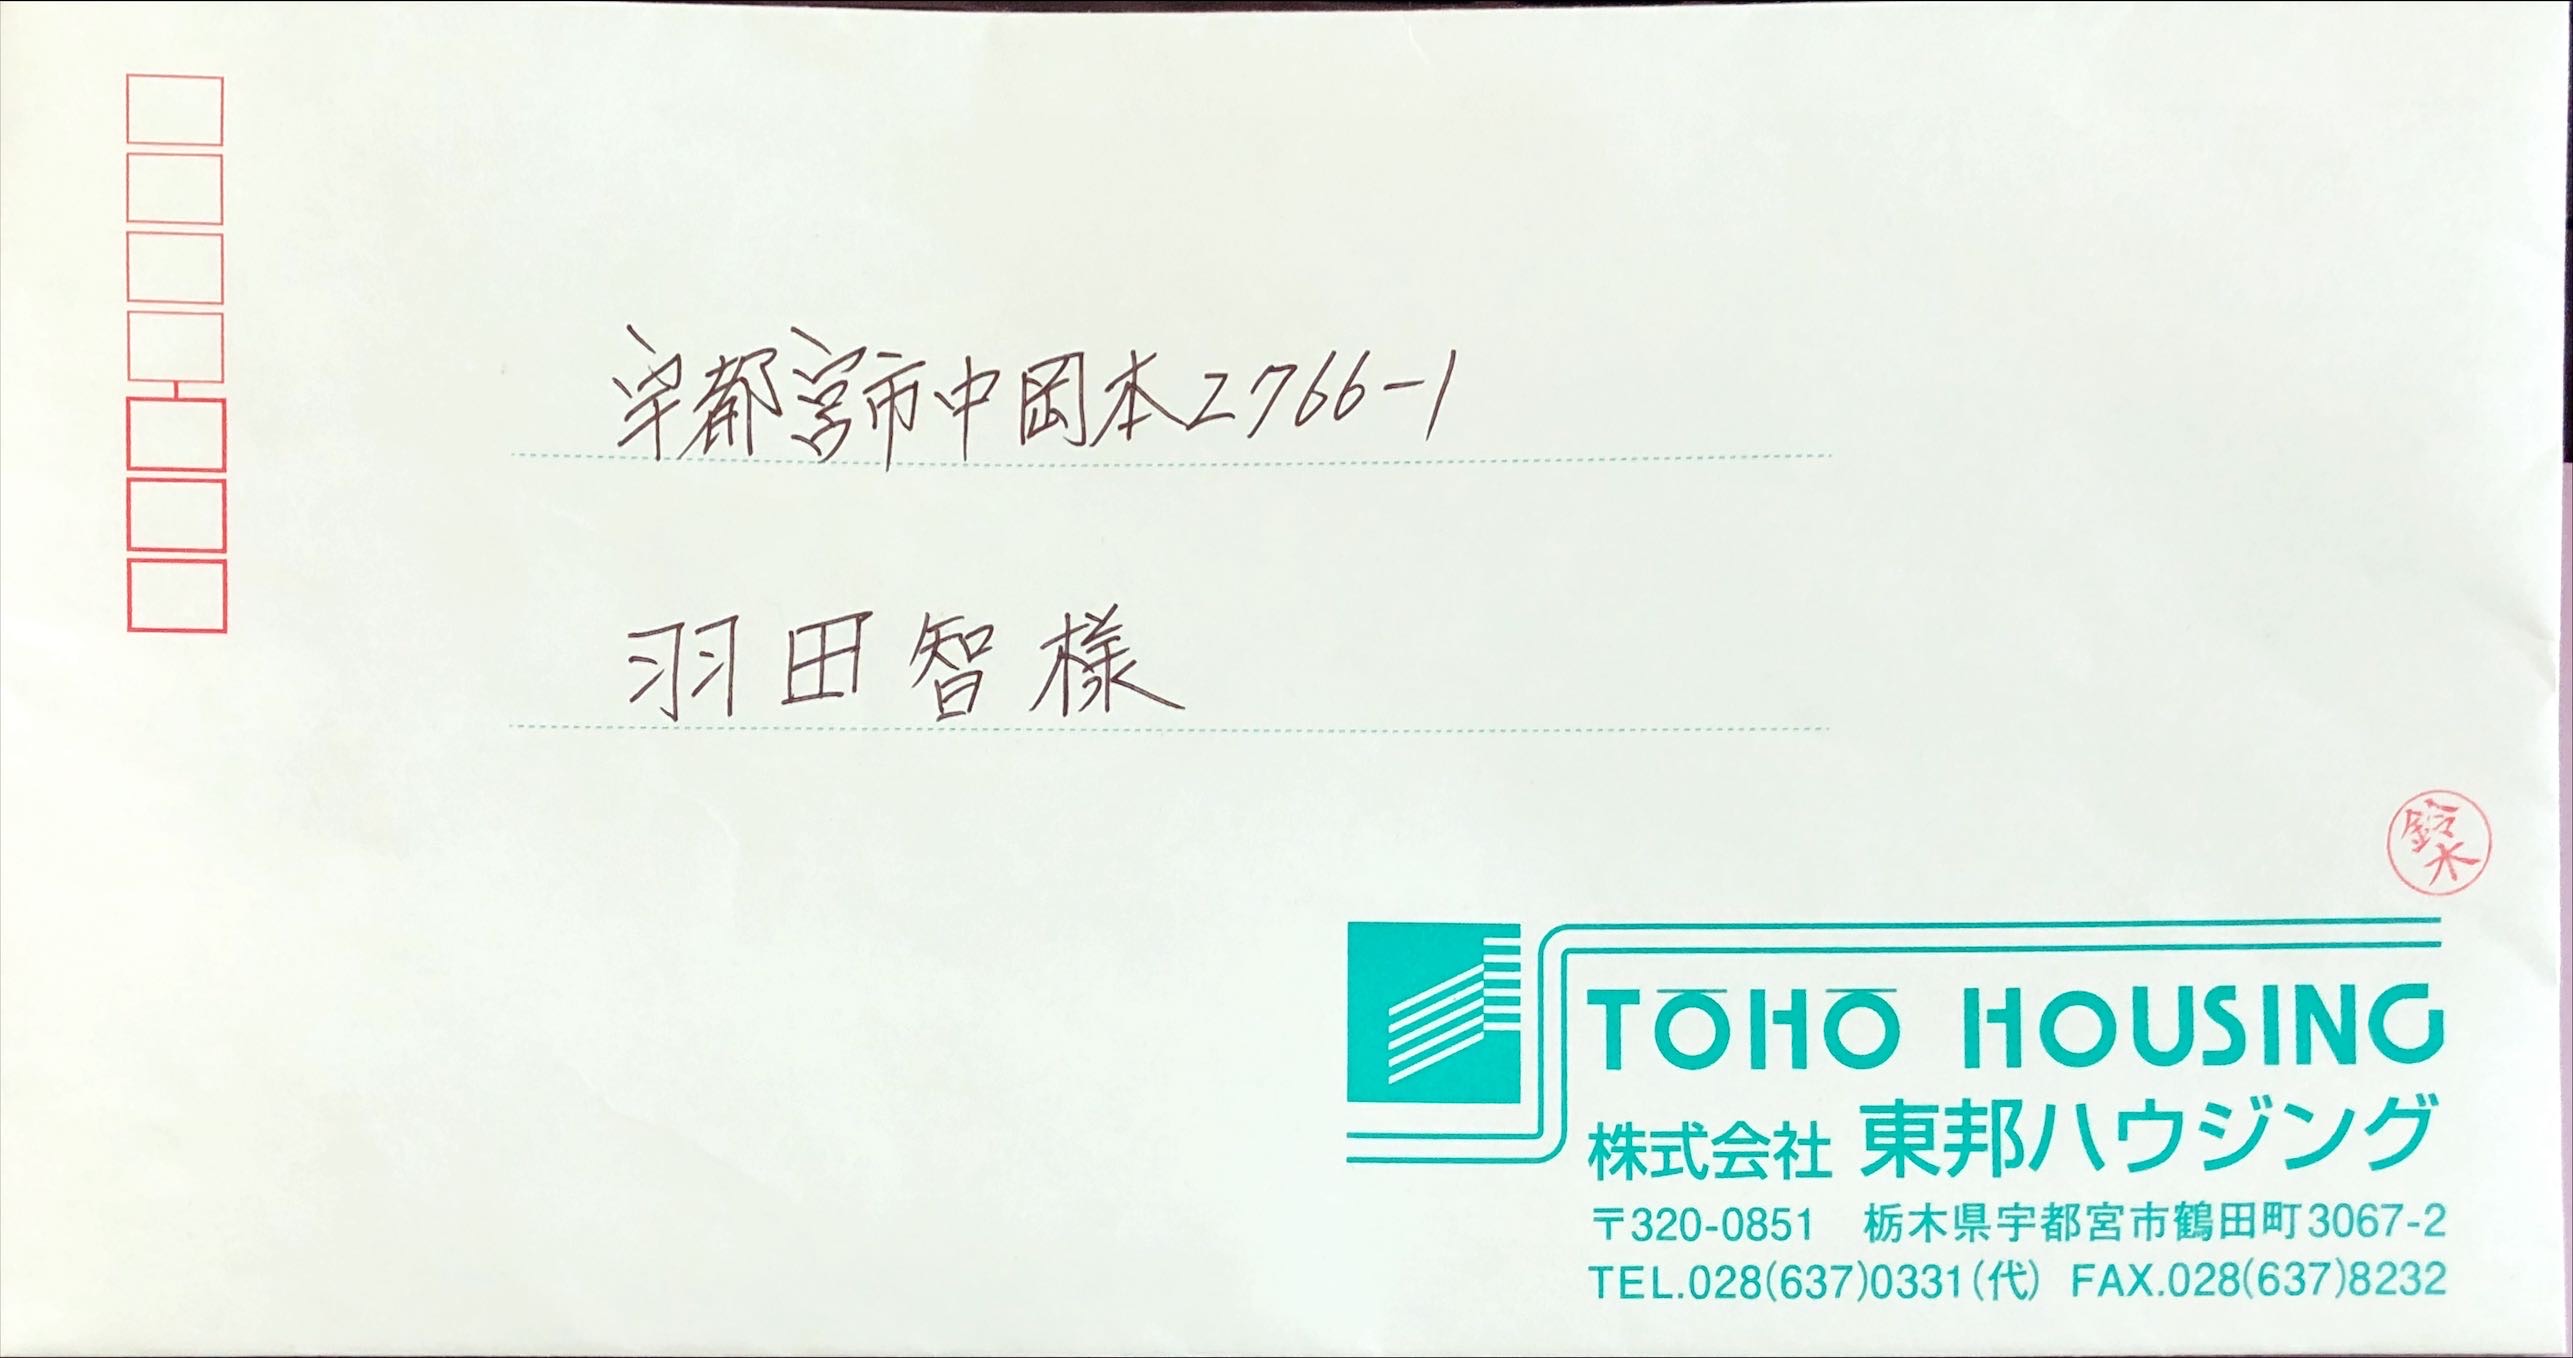 宇都宮市中岡本2766-1
羽田智様
鈴木
TŌHŌ HOUSING
株式会社 東邦ハウジング
〒320-0851 栃木県宇都宮市鶴田町3067-2
TEL.028(637)0331(代) FAX.028(637)8232